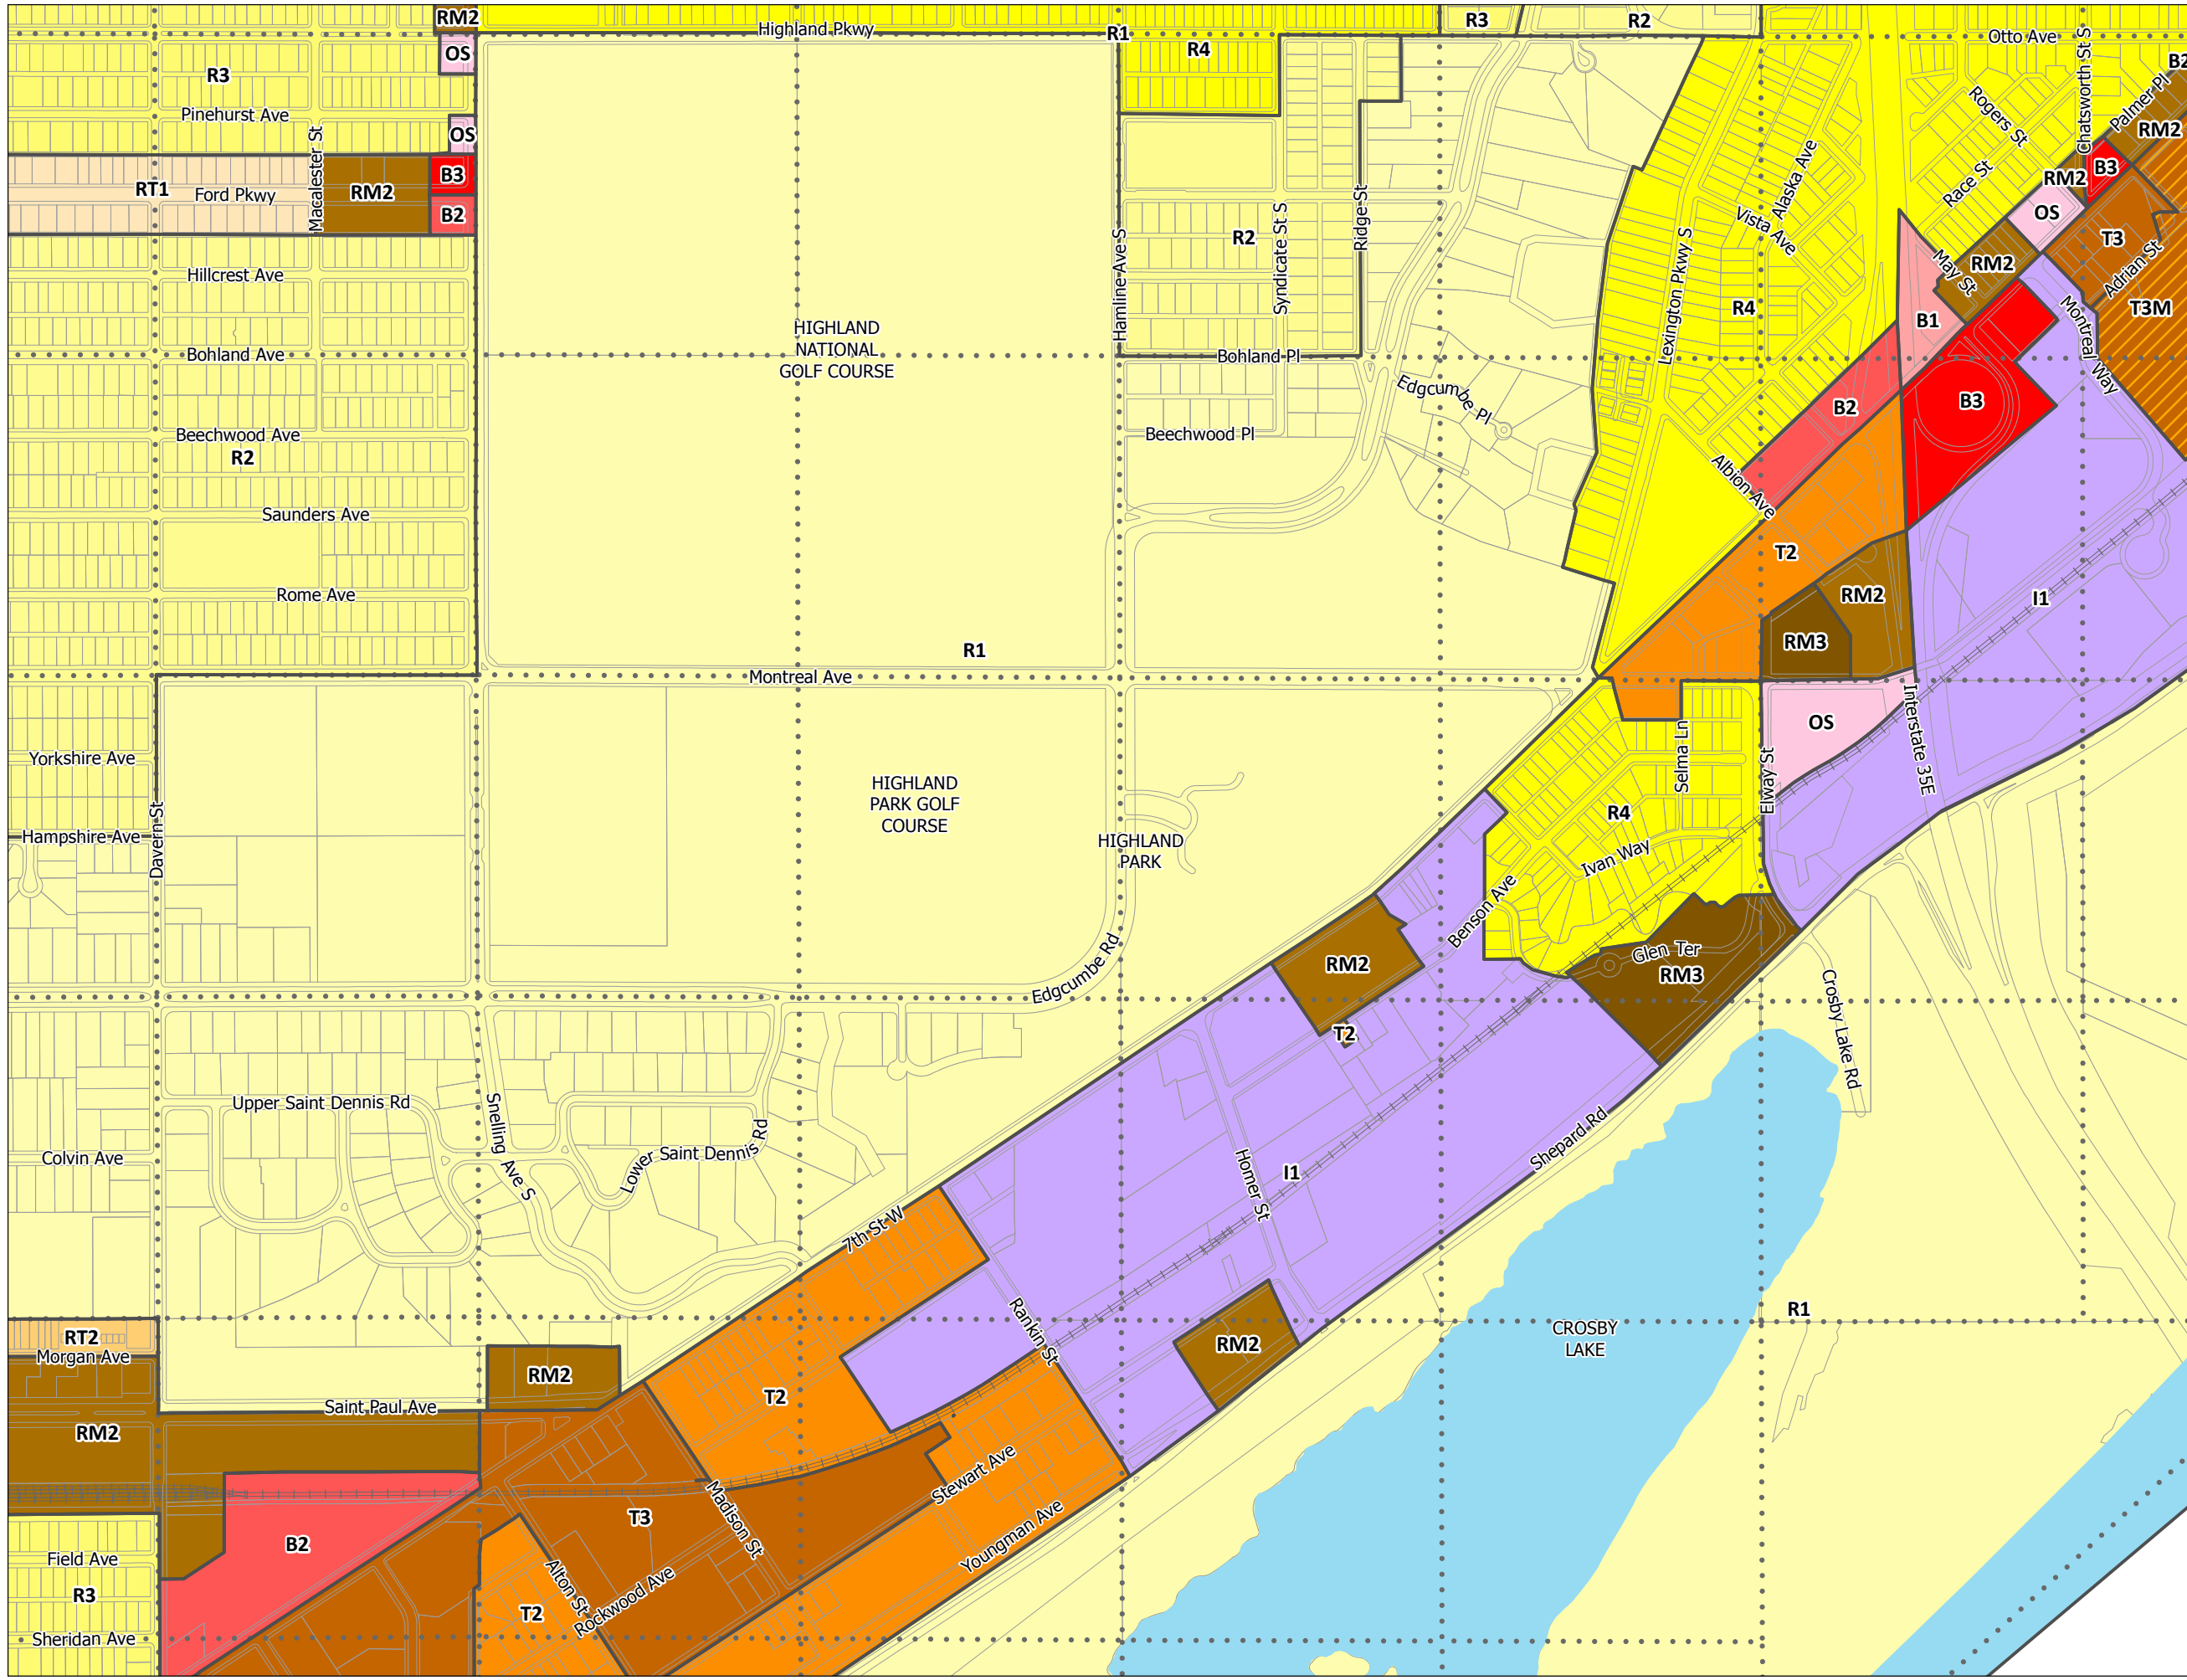 RM2
Highland Pkwy
R1
R3
R2
Otto Ave
OS
R4
R3
B2
Chatsworth St S
Palmer Pl
Rogers St
Pinehurst Ave
OS
RM2
Macalester St
RT1
Ford Pkwy
RM2
B3
B2
Alaska Ave
Race St
RM2
B3
OS
Hamline Ave S
R2
Syndicate St S
Ridge St
Lexington Pkwy S
Vista Ave
T3
Adrian St
Hillcrest Ave
May St
RM2
R4
B1
Montreal Way
T3M
HIGHLAND
NATIONAL
GOLF COURSE
Bohland Ave
Bohland Pl
Edgcumbe Pl
B2
B3
Beechwood Ave
Beechwood Pl
R2
Albion Ave
Saunders Ave
T2
Rome Ave
RM2
I1
RM3
R1
Montreal Ave
OS
Interstate 35E
Selma Ln
Elway St
Yorkshire Ave
HIGHLAND
PARK GOLF
COURSE
R4
Hampshire Ave
Davern St
HIGHLAND
PARK
Ivan Way
Benson Ave
Edgcumbe Rd
RM2
Glen Ter
RM3
Crosby Lake Rd
T2
Upper Saint Dennis Rd
Snelling Ave S
Lower Saint Dennis Rd
Colvin Ave
Shepard Rd
Homer St
I1
7th St W
R1
RT2
Morgan Ave
Rankin St
RM2
CROSBY
LAKE
RM2
T2
Saint Paul Ave
RM2
Stewart Ave
Madison St
T3
B2
Youngman Ave
Field Ave
Alton St
Rockwood Ave
R3
T2
Sheridan Ave